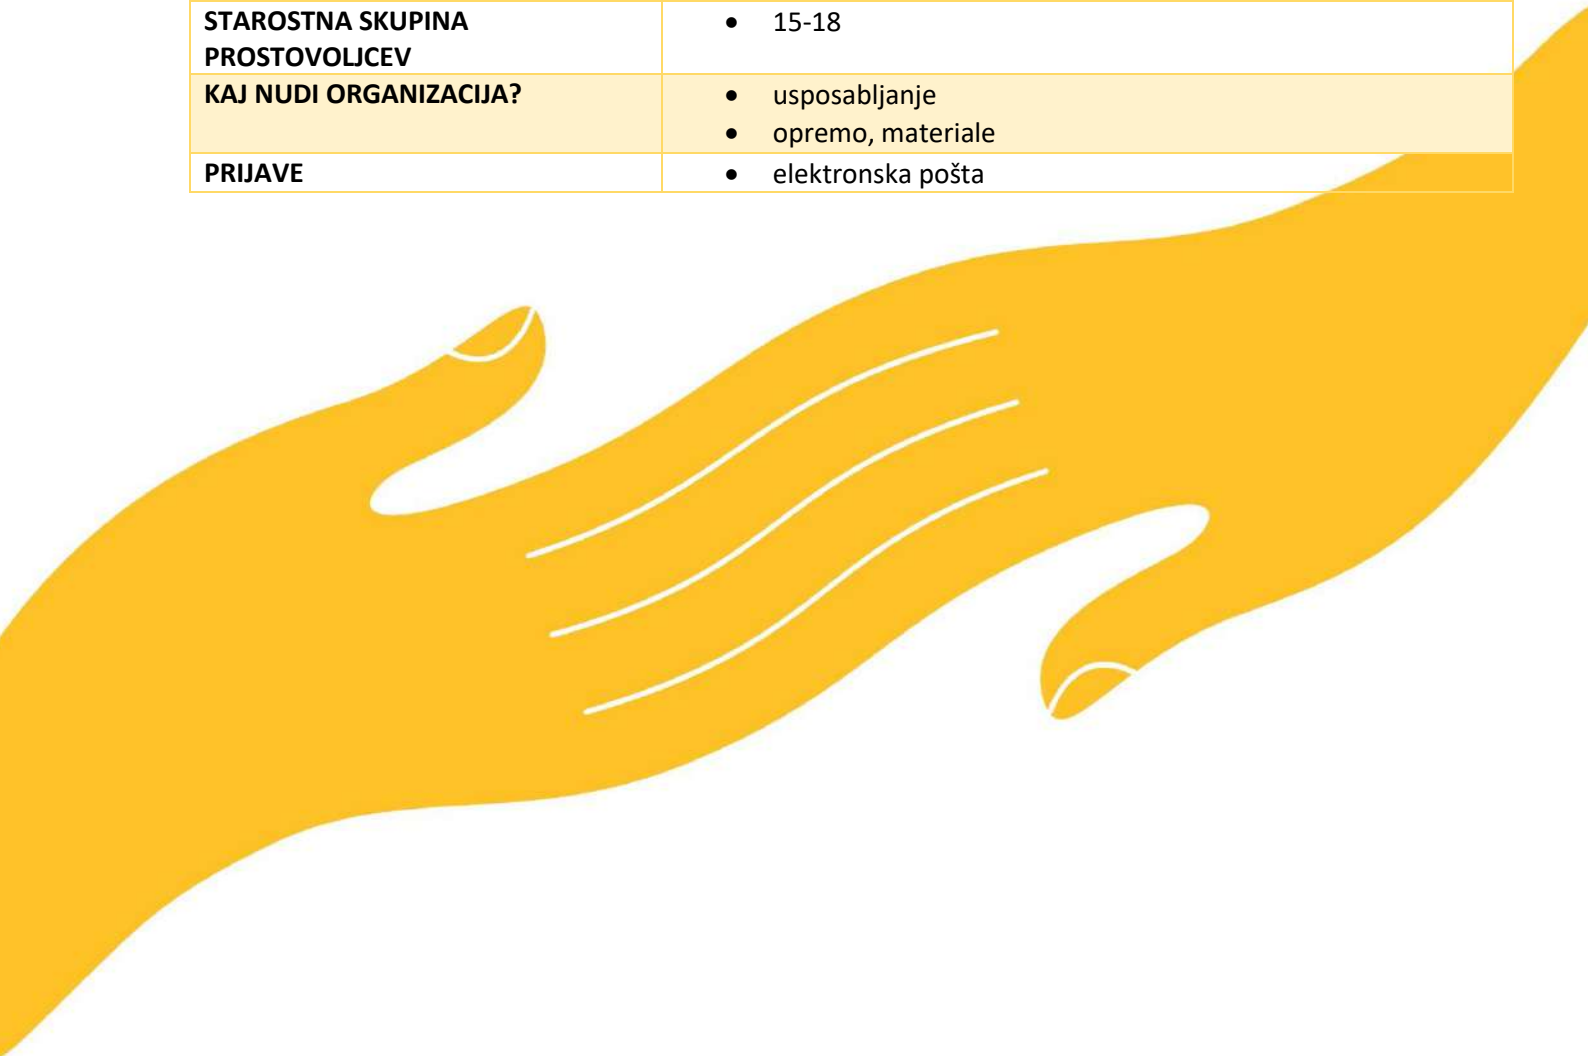 STAROSTNA SKUPINA
PROSTOVOLJCEV
• 15-18
KAJ NUDI ORGANIZACIJA?
• usposabljanje
• opremo, materiale
PRIJAVE
• elektronska pošta